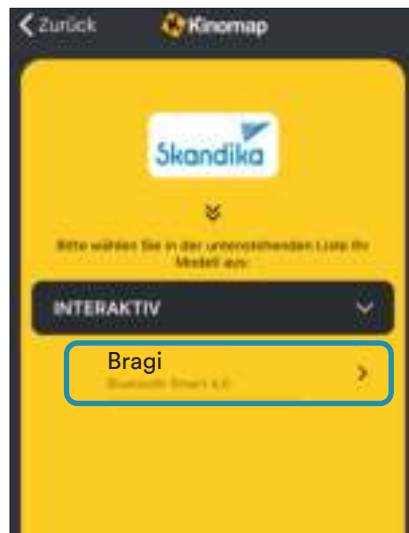 Zurück Kinomap
Skandika
Bitte wählen Sie in der untenstehenden Liste Ihr
Modell aus:
INTERAKTIV
Bragi
Bluetooth Smart 4.0